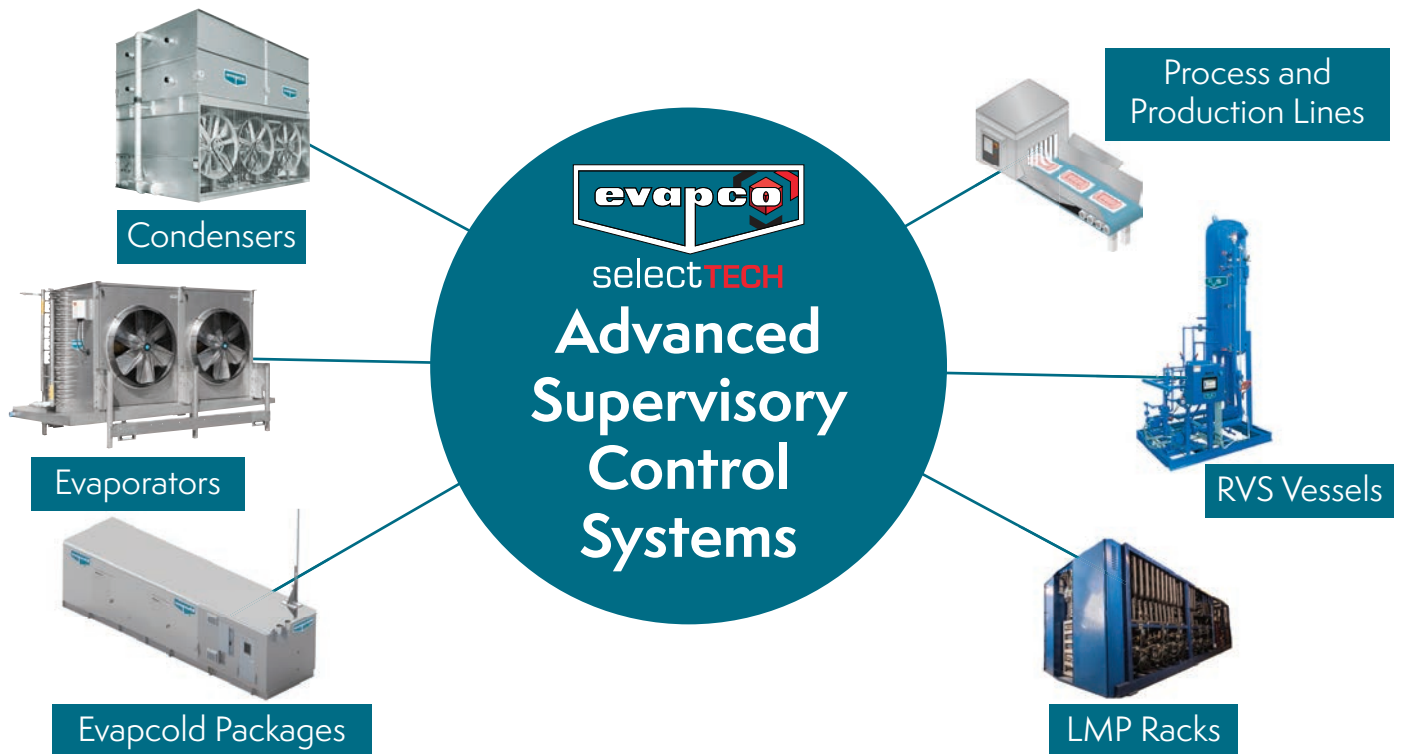 Condensers
Evaporators
Evapcold Packages
evapco
selectTECH
Advanced
Supervisory
Control
Systems
Process and
Production Lines
RVS Vessels
LMP Racks